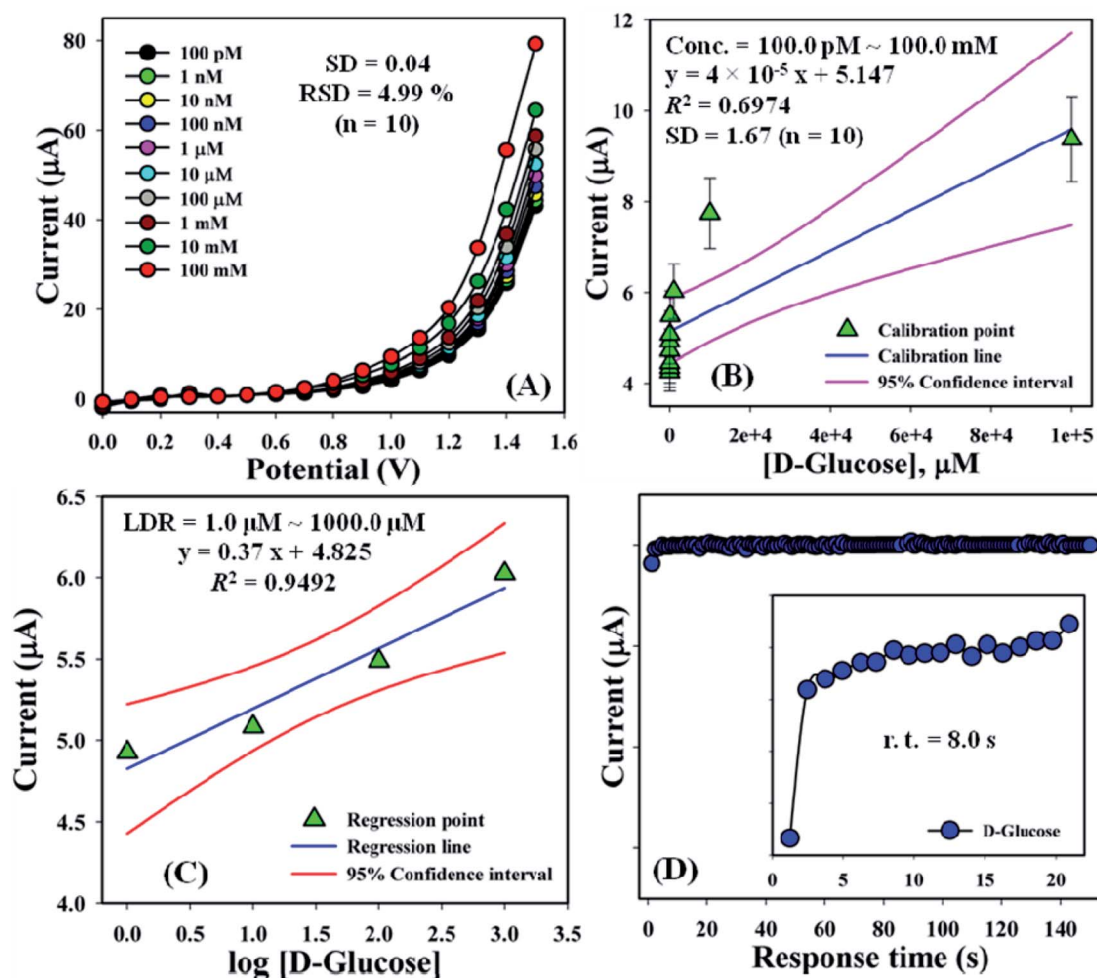 80
60
40
20
0
Current (µA)
100 pM
1 nM
10 nM
100 nM
1 µM
10 µM
100 µM
1 mM
10 mM
100 mM
SD = 0.04
RSD = 4.99 %
(n = 10)
(A)
0.0 0.2 0.4 0.6 0.8 1.0 1.2 1.4 1.6
Potential (V)
12
10
8
6
4
Current (µA)
Conc. = 100.0 pM ~ 100.0 mM
y = 4 × 10⁻⁵ x + 5.147
R² = 0.6974
SD = 1.67 (n = 10)
Calibration point
Calibration line
95% Confidence interval
(B)
0 2e+4 4e+4 6e+4 8e+4 1e+5
[D-Glucose], µM
6.5
6.0
5.5
5.0
4.5
4.0
Current (µA)
LDR = 1.0 µM ~ 1000.0 µM
y = 0.37 x + 4.825
R² = 0.9492
Regression point
Regression line
95% Confidence interval
(C)
0.0 0.5 1.0 1.5 2.0 2.5 3.0 3.5
log [D-Glucose]
Current (µA)
r. t. = 8.0 s
D-Glucose
0 5 10 15 20
(D)
0 20 40 60 80 100 120 140
Response time (s)